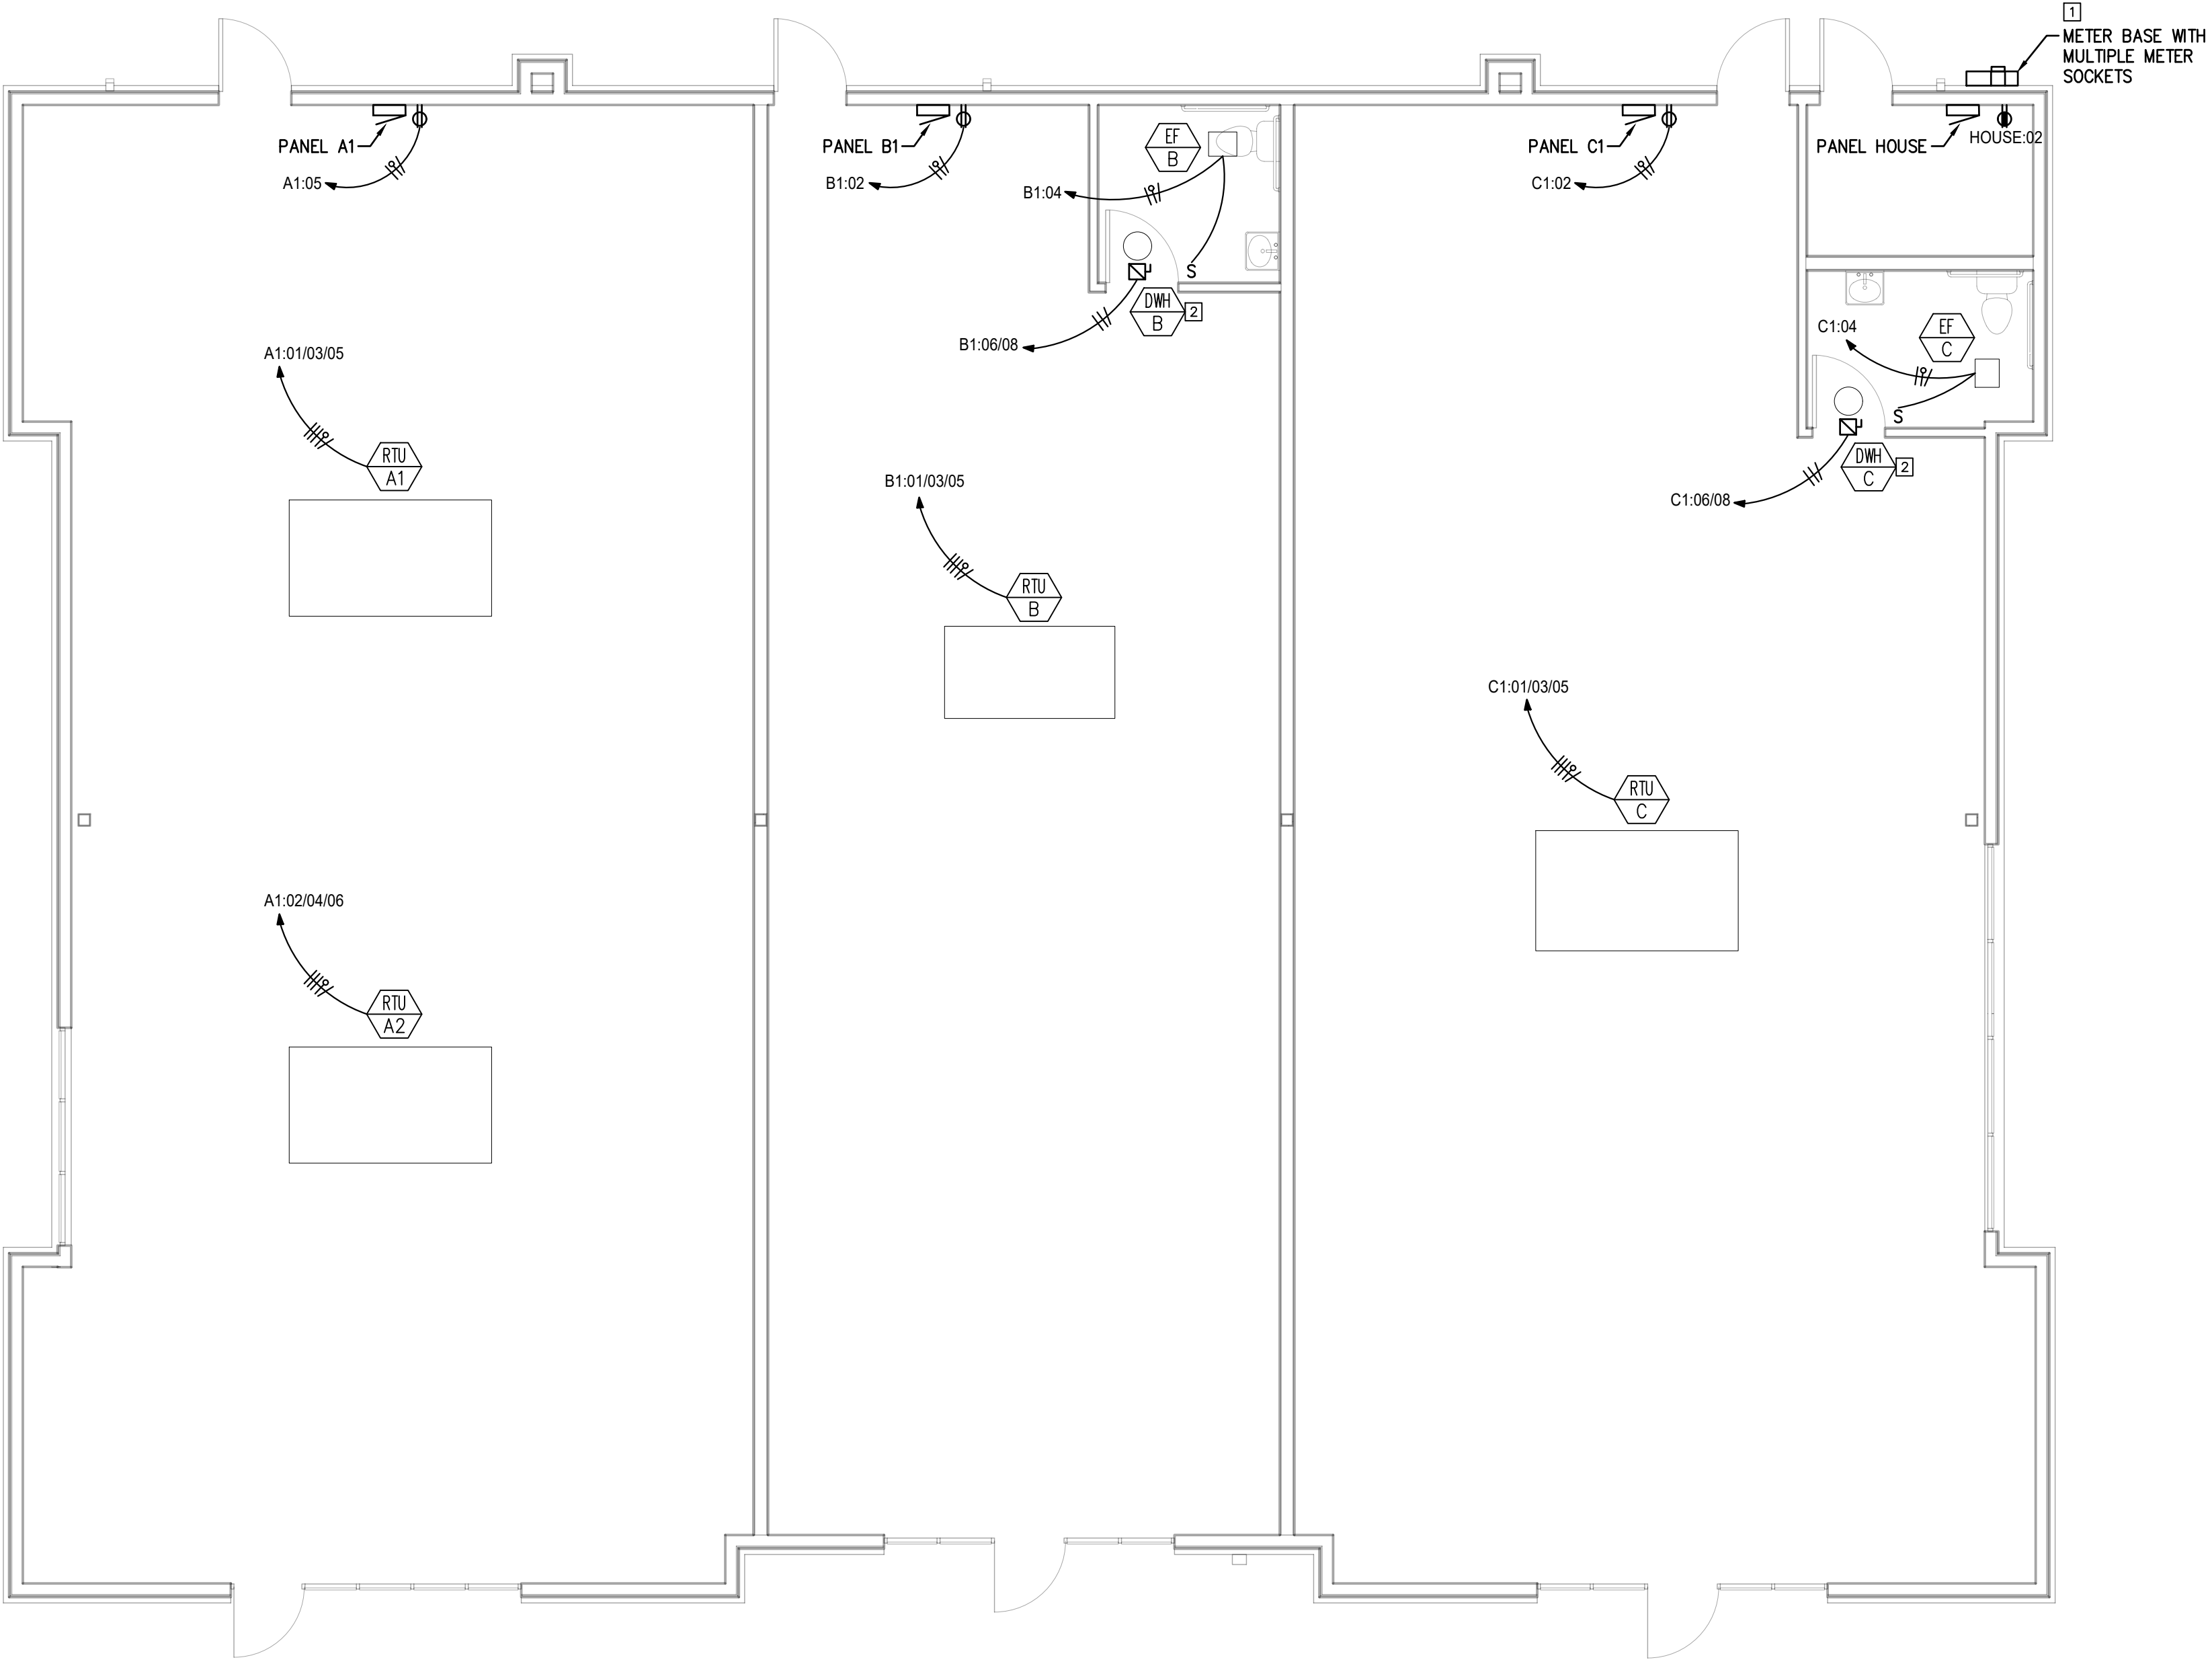 1
METER BASE WITH
MULTIPLE METER
SOCKETS
PANEL A1
A1:05
PANEL B1
B1:02
EF
B
B1:04
PANEL C1
C1:02
PANEL HOUSE
HOUSE:02
S
DWH
B
2
B1:06/08
C1:04
EF
C
S
DWH
C
2
C1:06/08
A1:01/03/05
RTU
A1
B1:01/03/05
RTU
B
C1:01/03/05
RTU
C
A1:02/04/06
RTU
A2